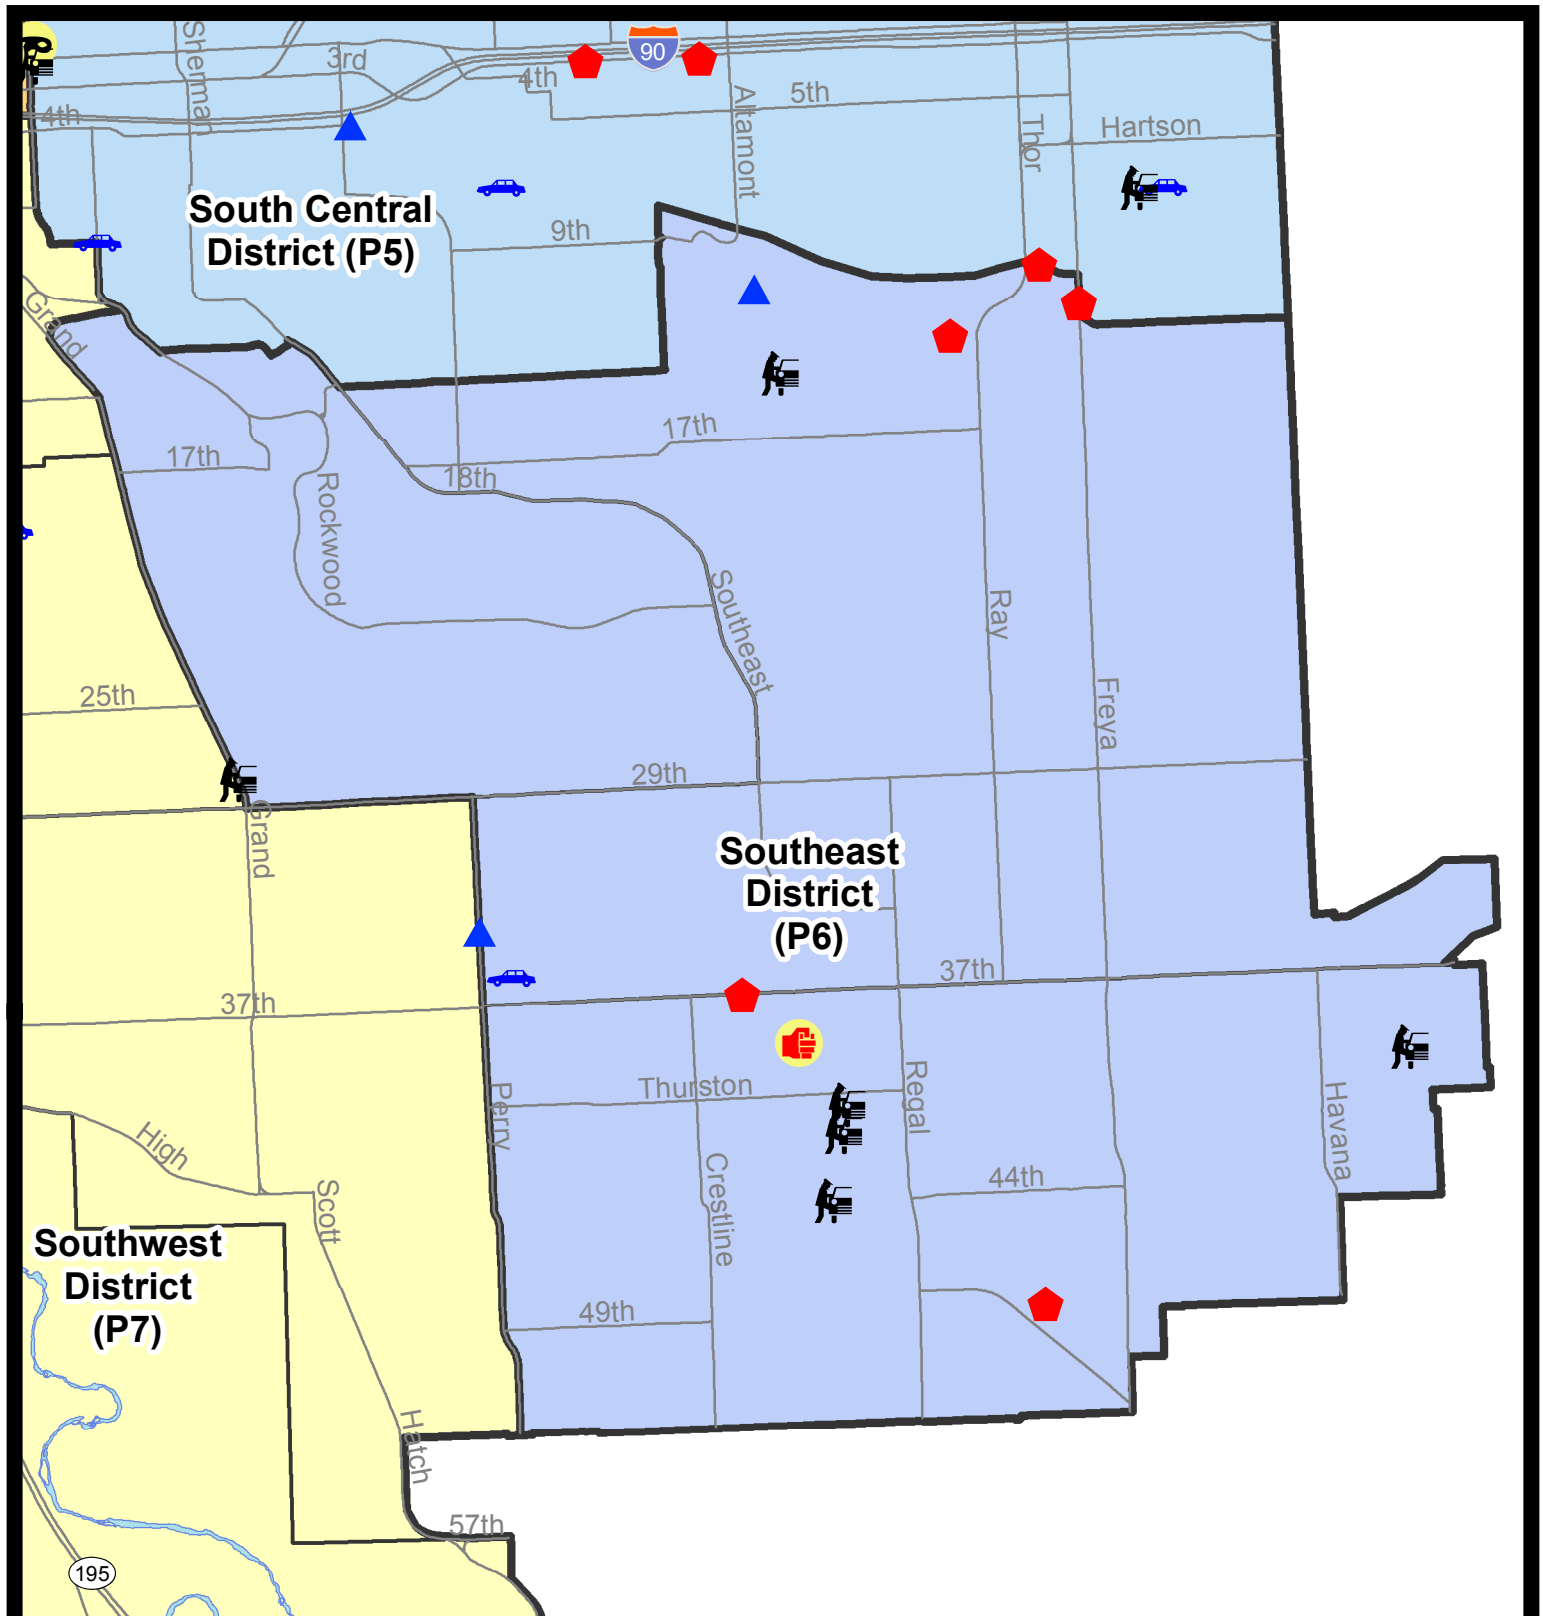 Sherman
3rd
90
4th
4th
Altamont
5th
Thor
Hartson
South Central
District (P5)
9th
Grand
17th
17th
18th
Rockwood
Southeast
Ray
25th
Freya
29th
Grand
Southeast
District
(P6)
37th
37th
Thurston
Perry
Regal
Havana
High
Crestline
44th
Scott
Southwest
District
(P7)
49th
Hatch
57th
195